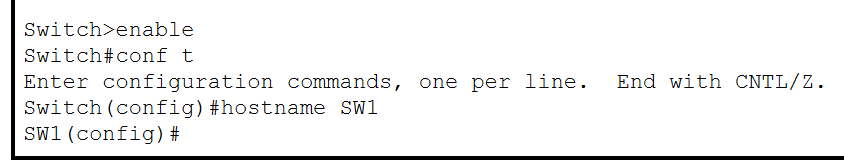 Switch>enable
Switch#conf t
Enter configuration commands, one per line.  End with CNTL/Z.
Switch(config)#hostname SW1
SW1(config)#